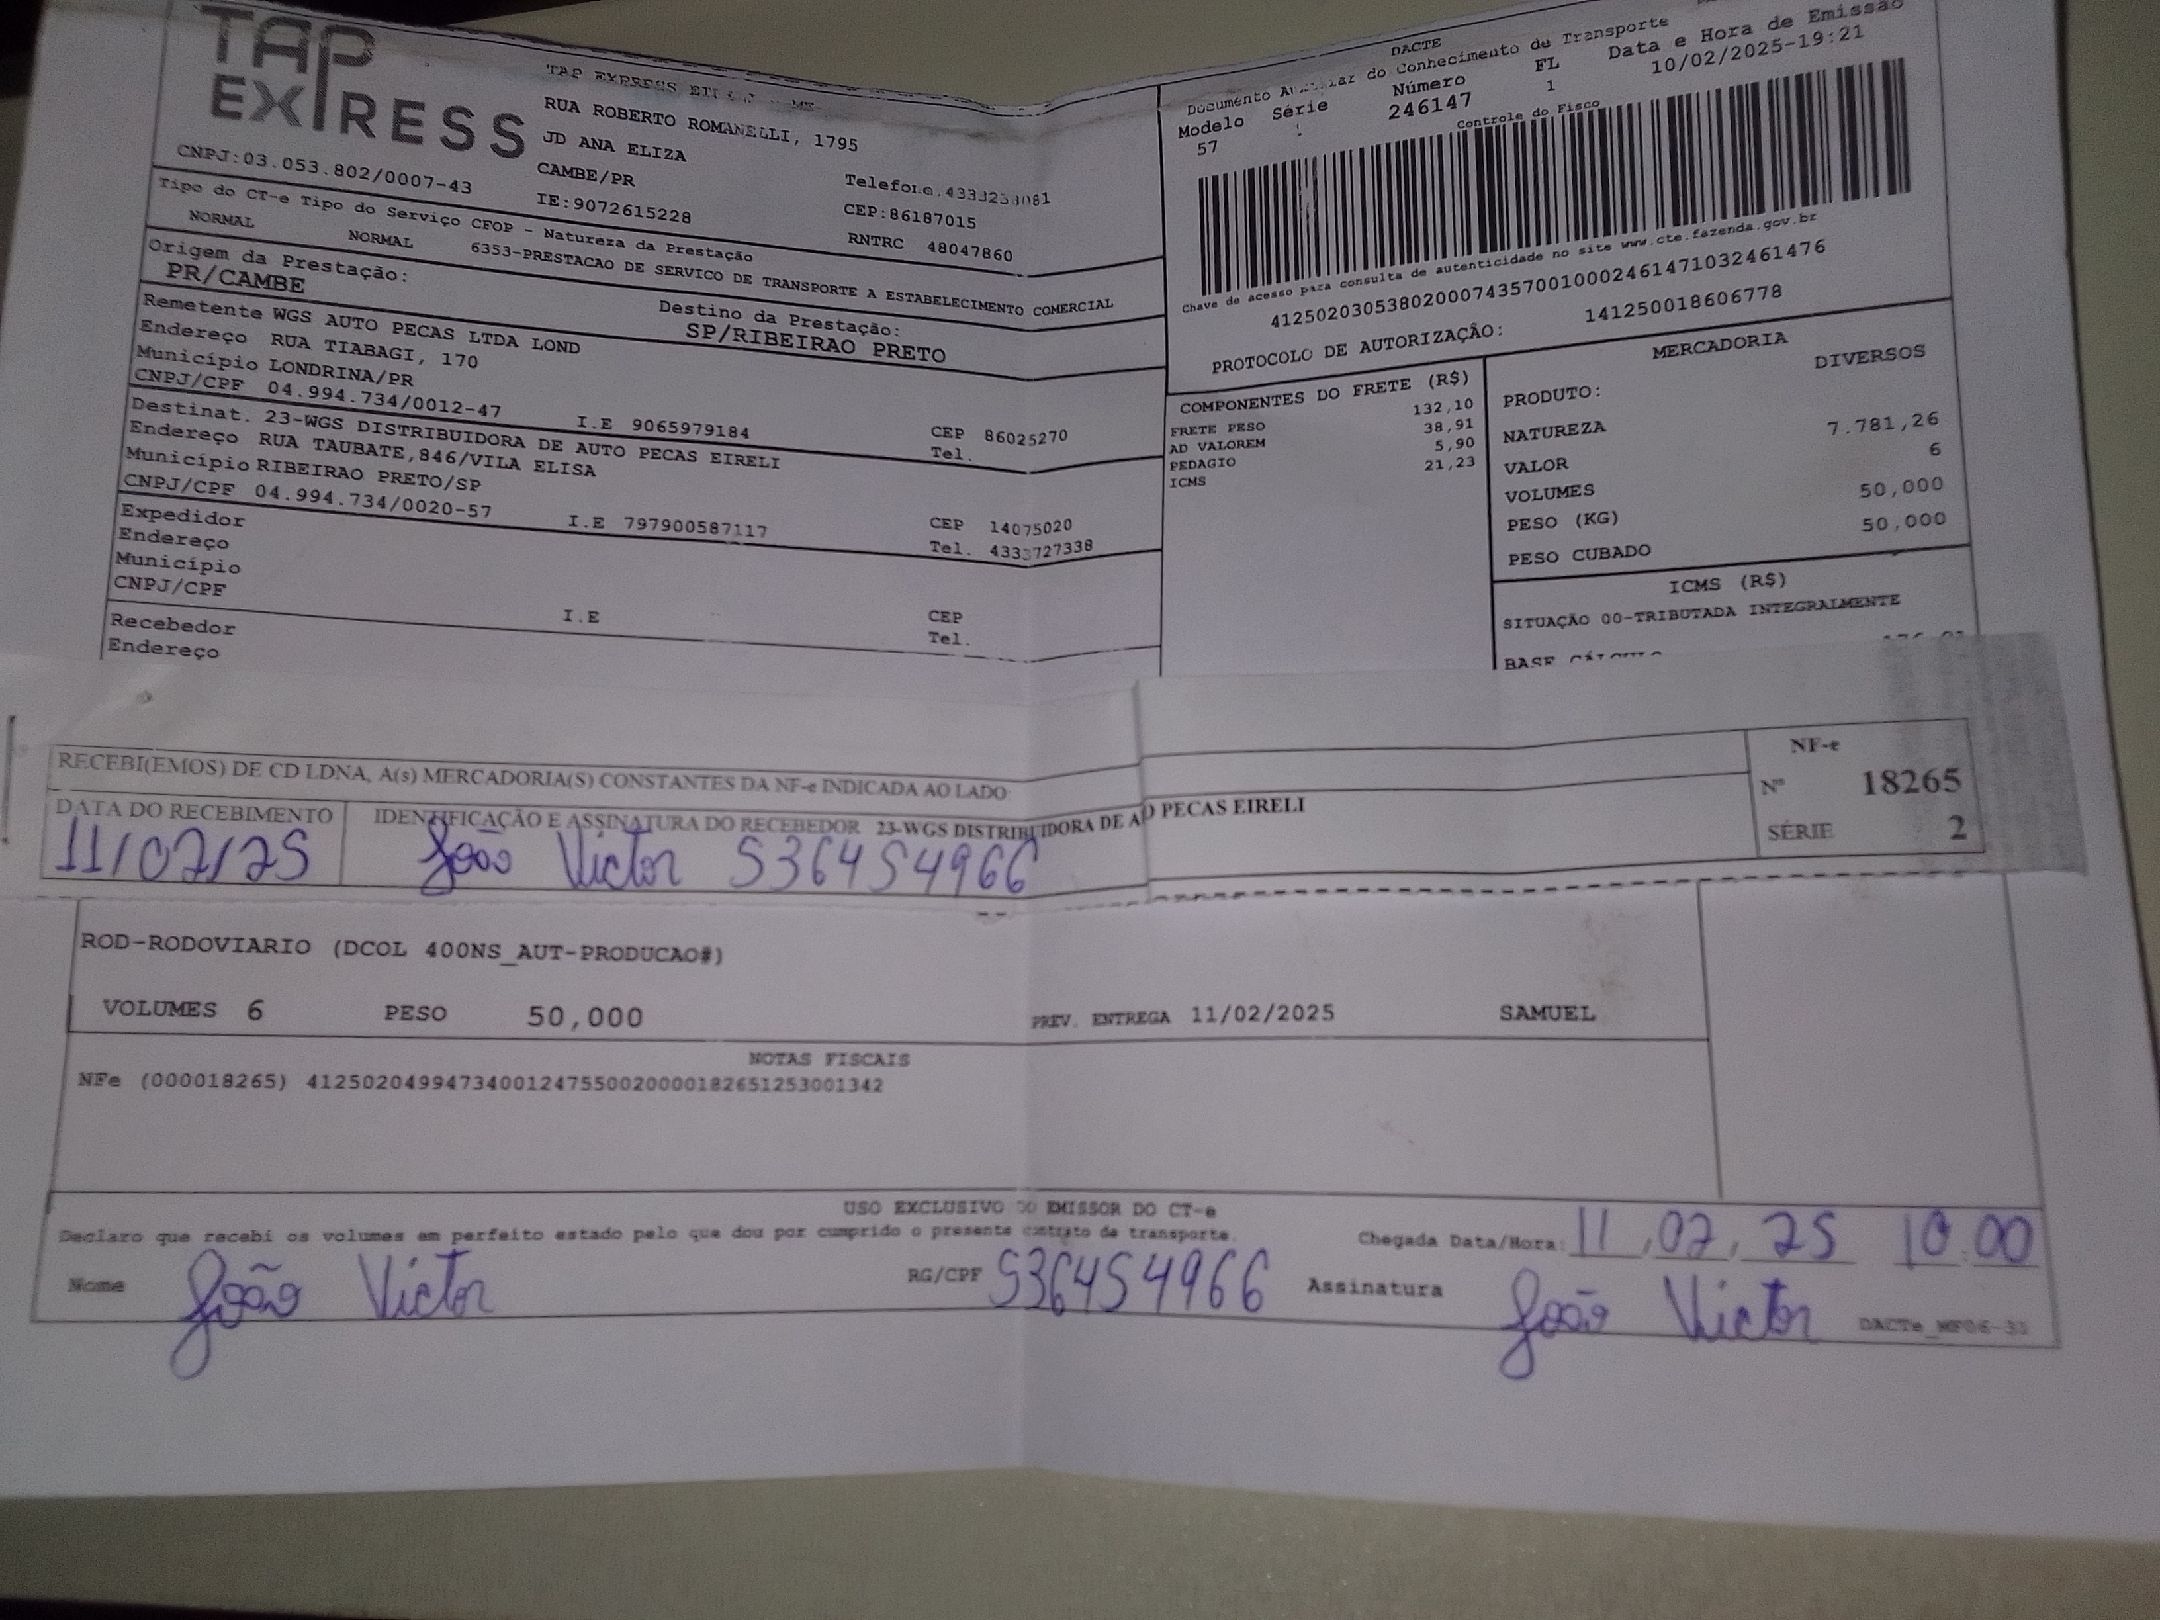 TAP EXPRESS
CNPJ:03.053.802/0007-43
TAP EXPRESS
RUA ROBERTO ROMANELLI, 1795
JD ANA ELIZA
CAMBE/PR
IE:9072615228
CEP:86187015
RNTRC 48047860
DACTE
Documento Auxiliar do Conhecimento de Transporte
Modelo Série Número FL Data e Hora de Emissão
57 246147 1 10/02/2025-19:21
Controle do Fisco
Chave de acesso para consulta de autenticidade no site www.cte.fazenda.gov.br
41250203053802000743570010002461471032461476
PROTOCOLO DE AUTORIZAÇÃO: 141250018606778
Tipo do CT-e Tipo do Serviço CFOP - Natureza da Prestação
NORMAL NORMAL 6353-PRESTACAO DE SERVICO DE TRANSPORTE A ESTABELECIMENTO COMERCIAL
Origem da Prestação: Destino da Prestação:
PR/CAMBE SP/RIBEIRAO PRETO
Remetente WGS AUTO PECAS LTDA LOND
Endereço RUA TIABAGI, 170
Município LONDRINA/PR CEP 86025270
CNPJ/CPF 04.994.734/0012-47 I.E 9065979184 Tel.
Destinat. 23-WGS DISTRIBUIDORA DE AUTO PECAS EIRELI
Endereço RUA TAUBATE,846/VILA ELISA
Município RIBEIRAO PRETO/SP CEP 14075020
CNPJ/CPF 04.994.734/0020-57 I.E 797900587117 Tel. 4333727338
Expedidor
Endereço
Município CEP
CNPJ/CPF I.E Tel.
Recebedor
Endereço
COMPONENTES DO FRETE (R$)
FRETE PESO 132,10
AD VALOREM 38,91
PEDAGIO 5,90
ICMS 21,23
MERCADORIA
PRODUTO: DIVERSOS
NATUREZA
VALOR 7.781,26
VOLUMES 6
PESO (KG) 50,000
PESO CUBADO 50,000
ICMS (R$)
SITUAÇÃO 00-TRIBUTADA INTEGRALMENTE
RECEBI(EMOS) DE CD LDNA, A(s) MERCADORIA(S) CONSTANTES DA NF-e INDICADA AO LADO
DATA DO RECEBIMENTO IDENTIFICAÇÃO E ASSINATURA DO RECEBEDOR 23-WGS DISTRIBUIDORA DE A PECAS EIRELI
11/02/25 João Victor 536454966
NF-e
Nº 18265
SÉRIE 2
ROD-RODOVIARIO (DCOL 400NS_AUT-PRODUCAO#)
VOLUMES 6 PESO 50,000 PREV. ENTREGA 11/02/2025 SAMUEL
NOTAS FISCAIS
NFe (000018265) 41250204994734001247550020000182651253001342
USO EXCLUSIVO DO EMISSOR DO CT-e
Declaro que recebi os volumes em perfeito estado pelo que dou por cumprido o presente contrato de transporte. Chegada Data/Hora: 11,02,25 10:00
Nome João Victor RG/CPF 536454966 Assinatura João Victor